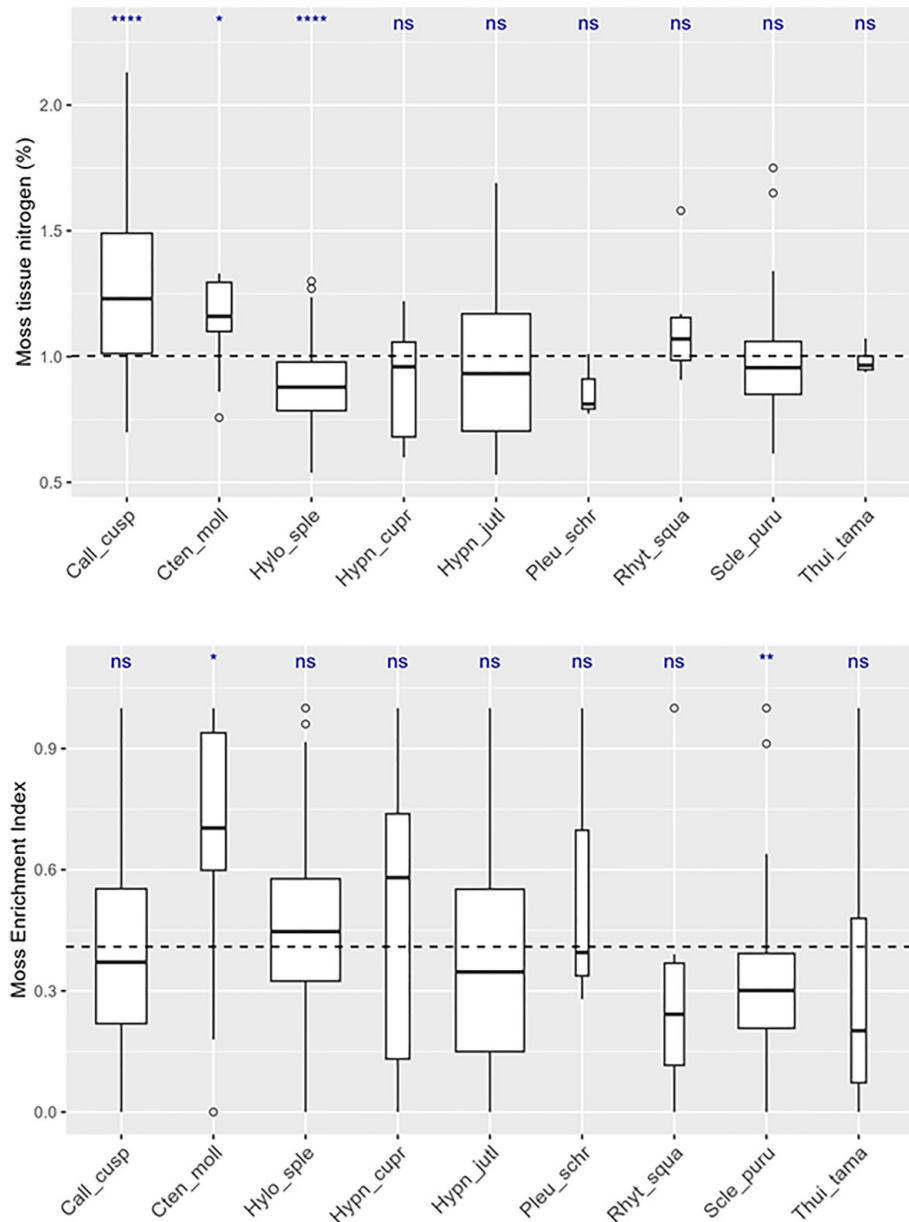 **** * **** ns ns ns ns ns ns
Moss tissue nitrogen (%)
2.0
1.5
1.0
0.5
Call_cusp Cten_moll Hylo_sple Hypn_cupr Hypn_jutl Pleu_schr Rhyt_squa Scle_puru Thui_tama
ns * ns ns ns ns ns ** ns
Moss Enrichment Index
0.9
0.6
0.3
0.0
Call_cusp Cten_moll Hylo_sple Hypn_cupr Hypn_jutl Pleu_schr Rhyt_squa Scle_puru Thui_tama